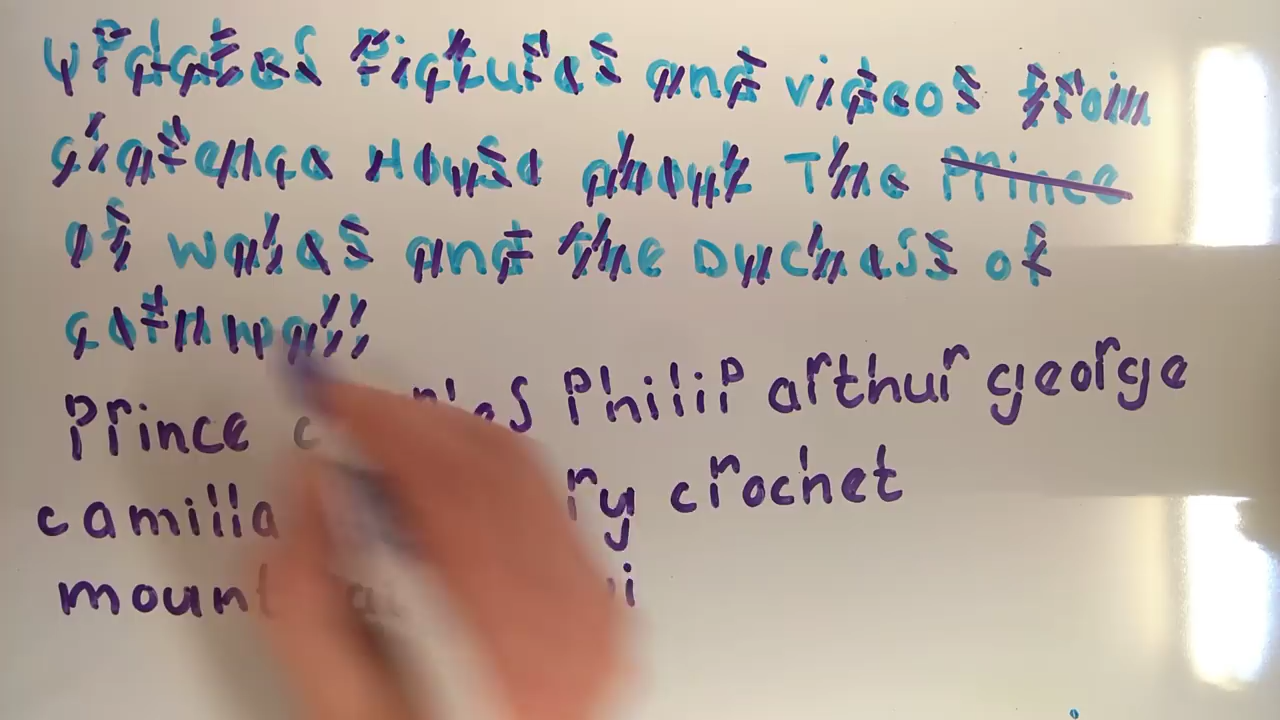 updates Pictures and videos from
clarence House about The Prince
of wales and the Duchess of
cornwall
Prince Philip arthur george
camilla crochet